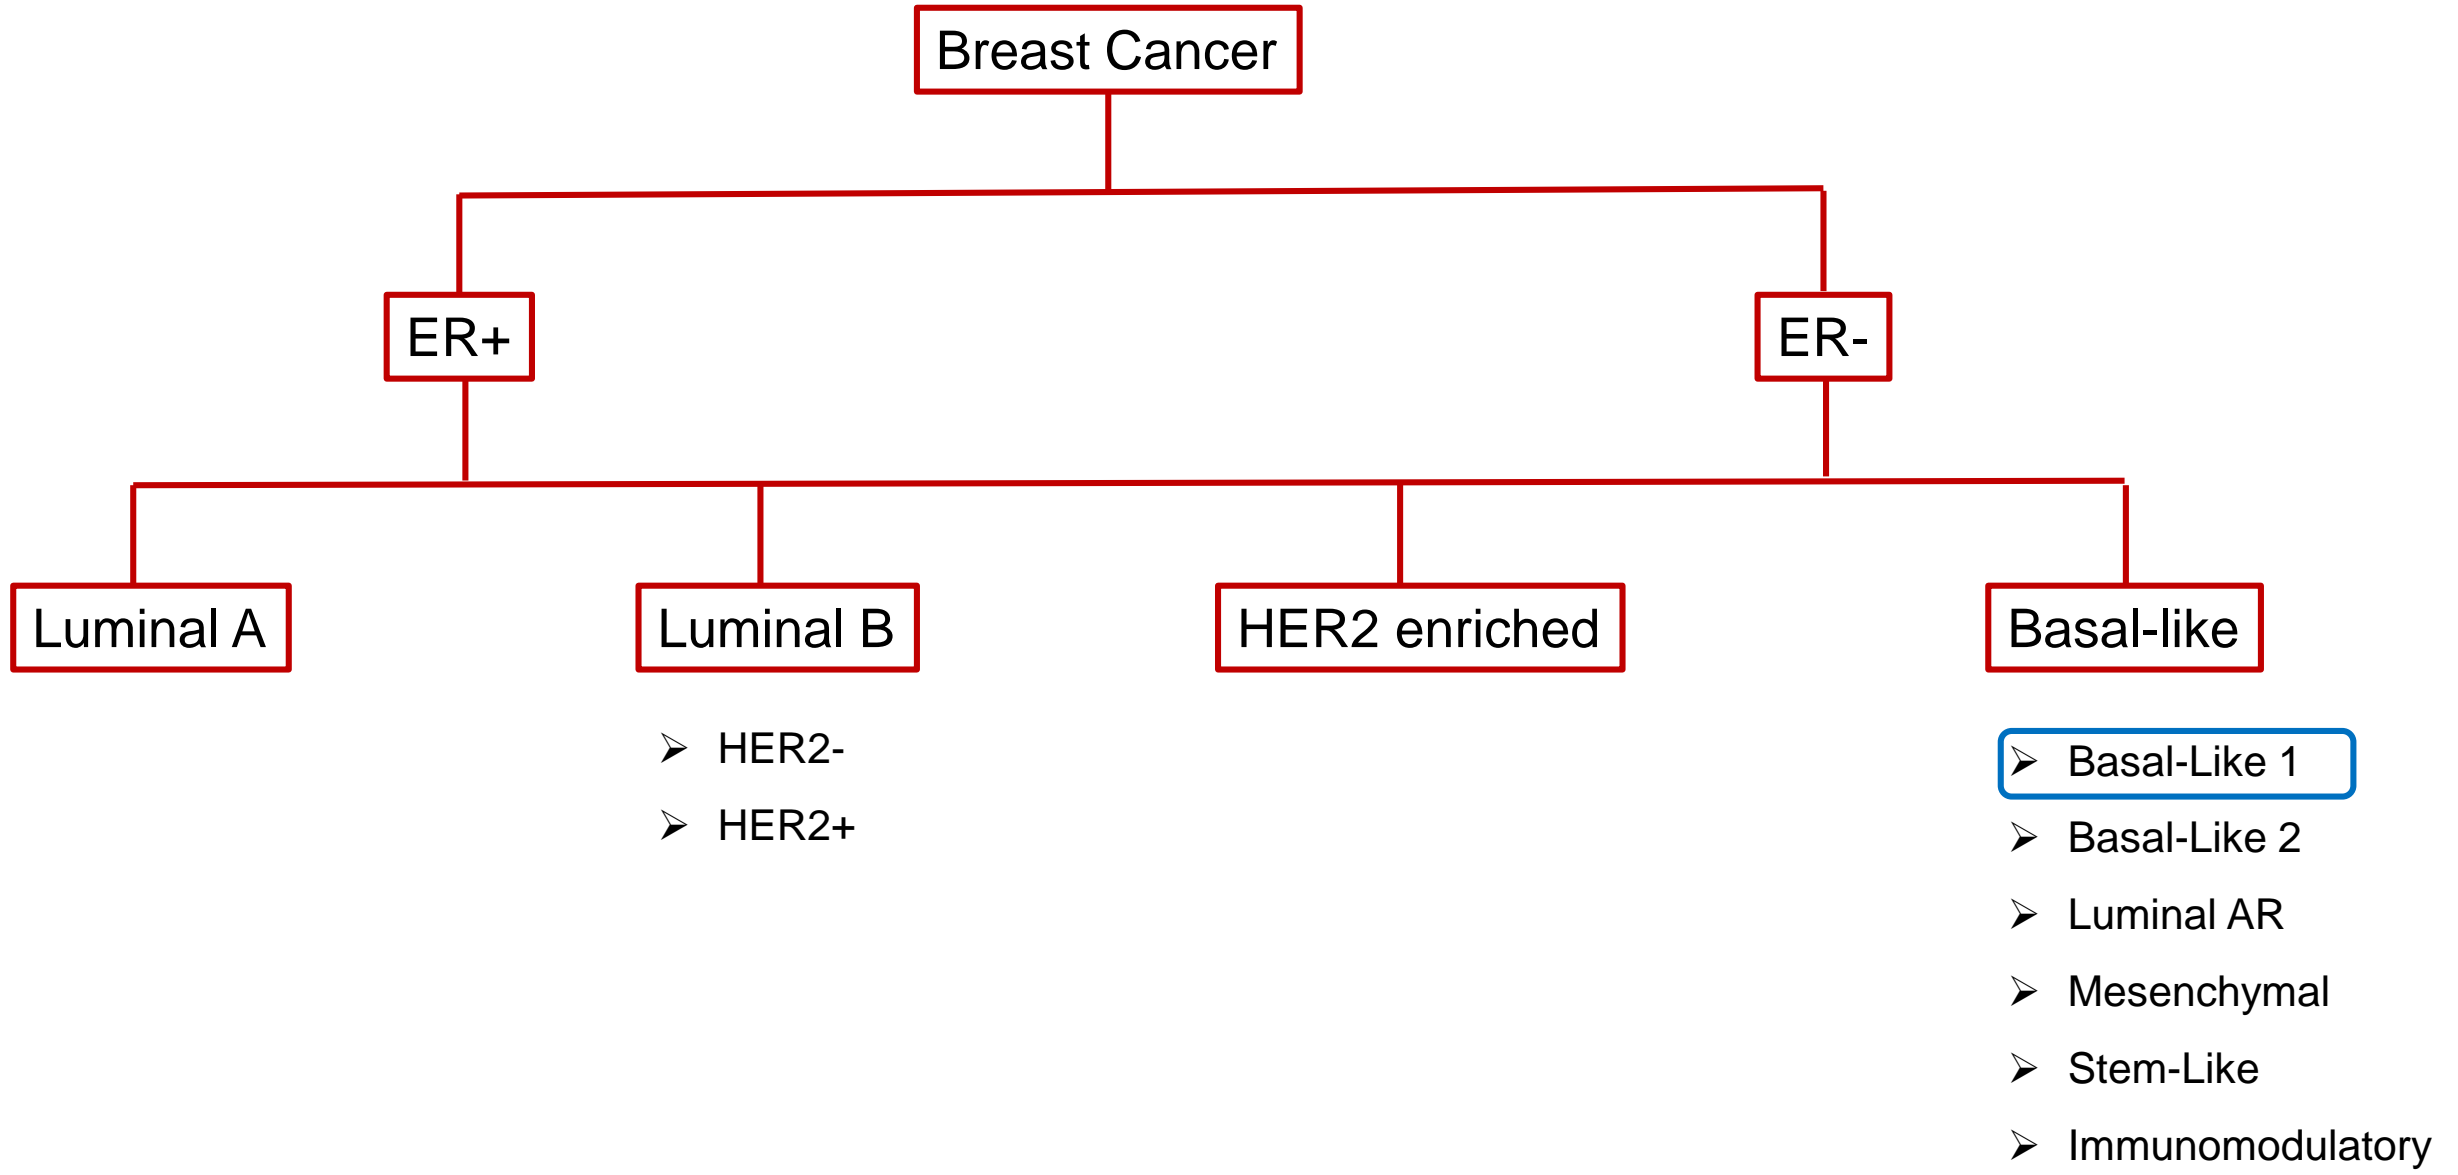 Breast Cancer
ER+
ER-
Luminal A
Luminal B
HER2 enriched
Basal-like
➢ HER2-
➢ HER2+
➢ Basal-Like 1
➢ Basal-Like 2
➢ Luminal AR
➢ Mesenchymal
➢ Stem-Like
➢ Immunomodulatory